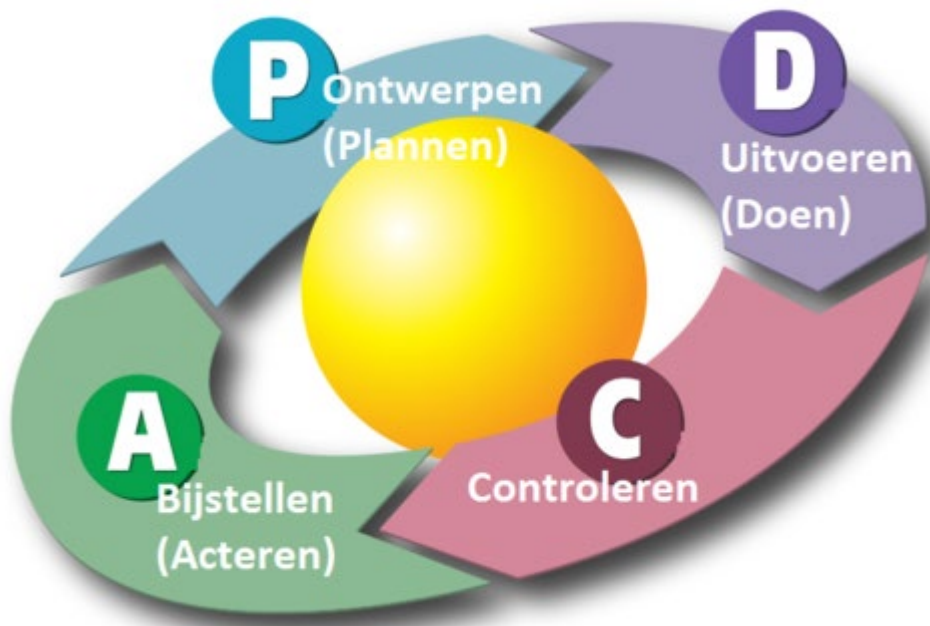 P
Ontwerpen
(Plannen)
D
Uitvoeren
(Doen)
C
Controleren
A
Bijstellen
(Acteren)